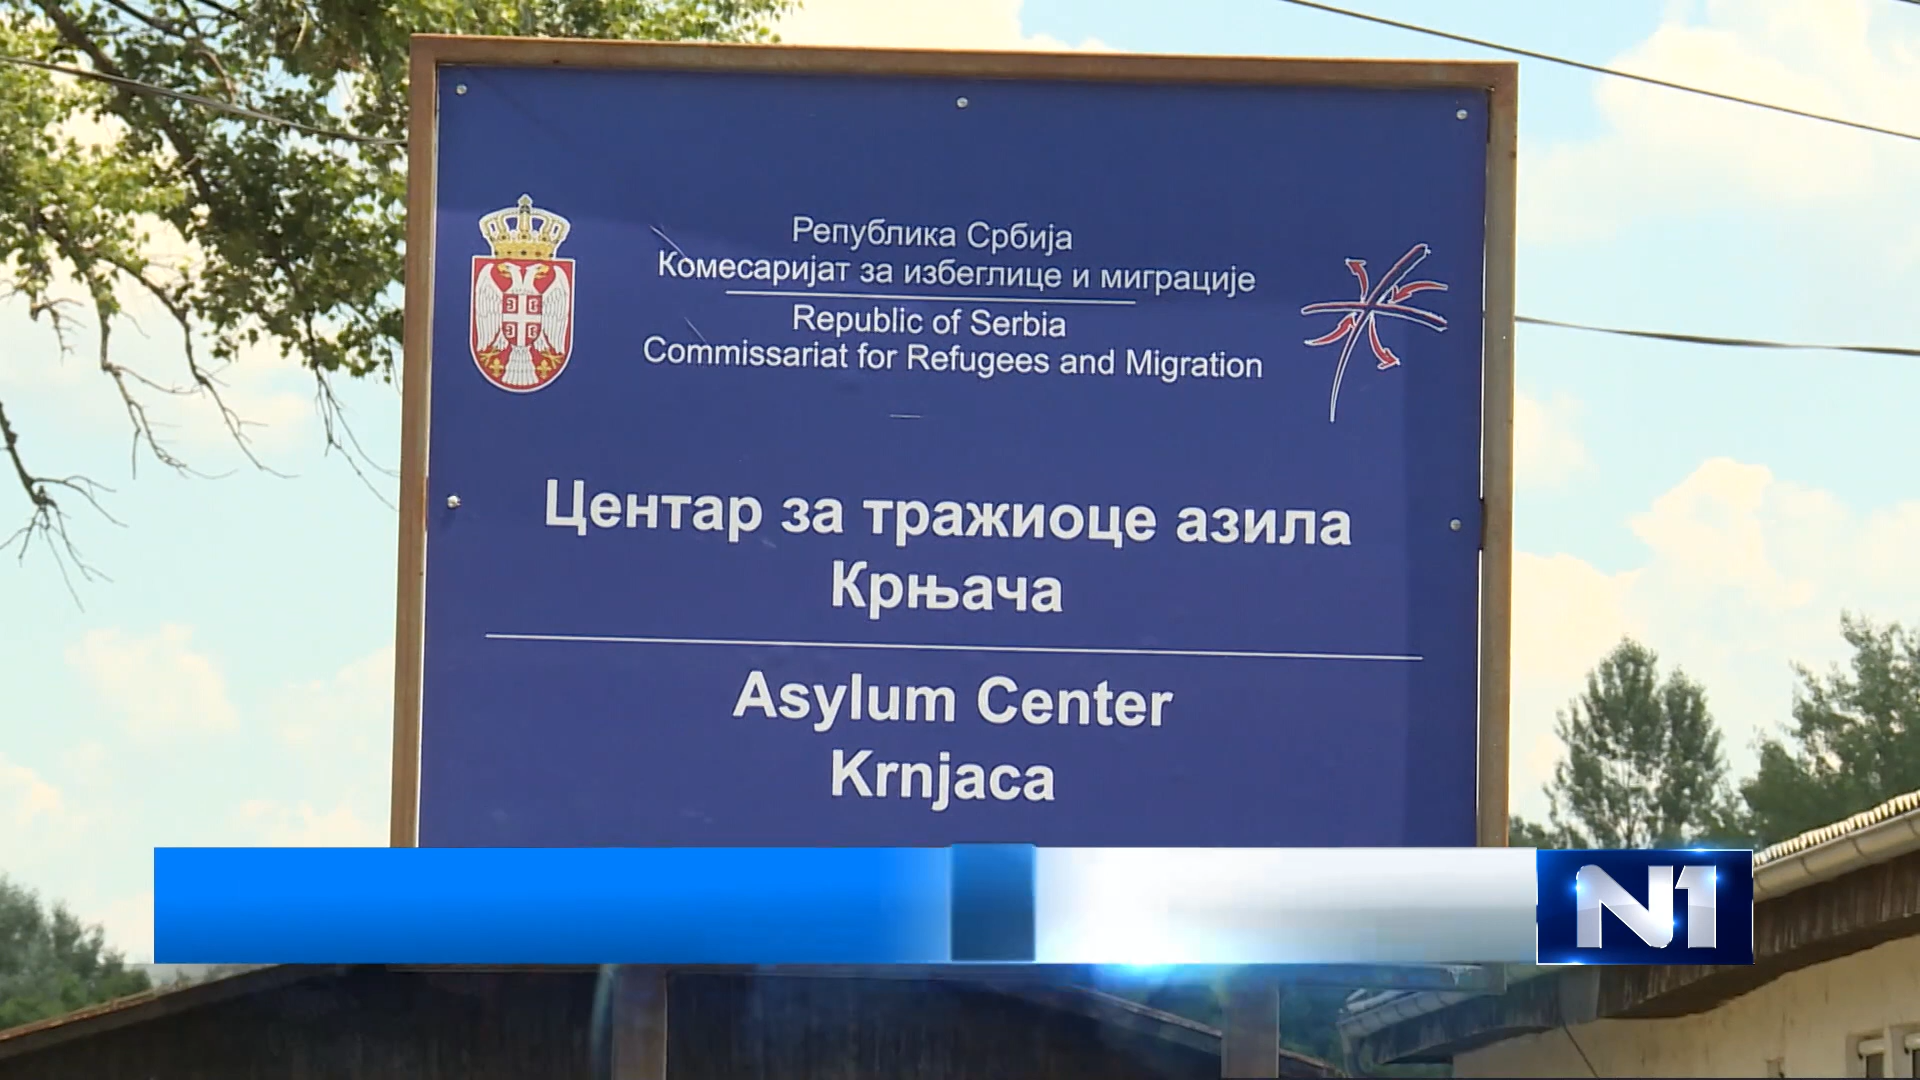 Република Србија
Комесаријат за избеглице и миграције
Republic of Serbia
Commissariat for Refugees and Migration
Центар за тражиоце азила
Крњача
Asylum Center
Krnjaca
N1